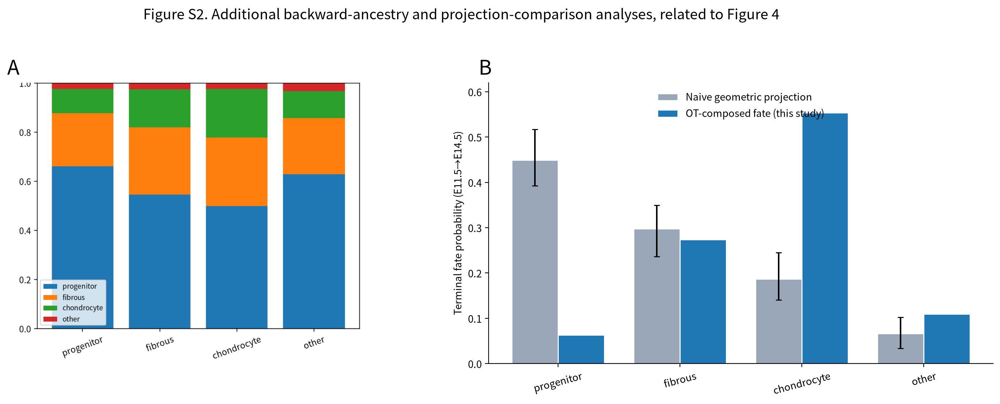 Figure S2. Additional backward-ancestry and projection-comparison analyses, related to Figure 4
A
1.0
0.8
0.6
0.4
0.2
0.0
progenitor
fibrous
chondrocyte
other
progenitor
fibrous
chondrocyte
other
B
Terminal fate probability (E11.5→E14.5)
0.6
0.5
0.4
0.3
0.2
0.1
0.0
Naive geometric projection
OT-composed fate (this study)
progenitor
fibrous
chondrocyte
other